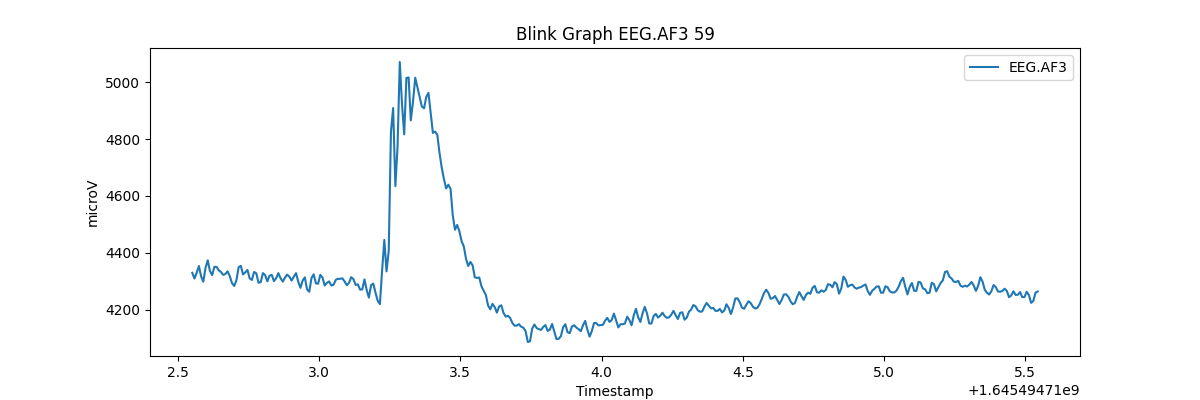 Blink Graph EEG.AF3 59
EEG.AF3
5000
4800
4600
4400
4200
microV
2.5 3.0 3.5 4.0 4.5 5.0 5.5
Timestamp
+1.64549471e9